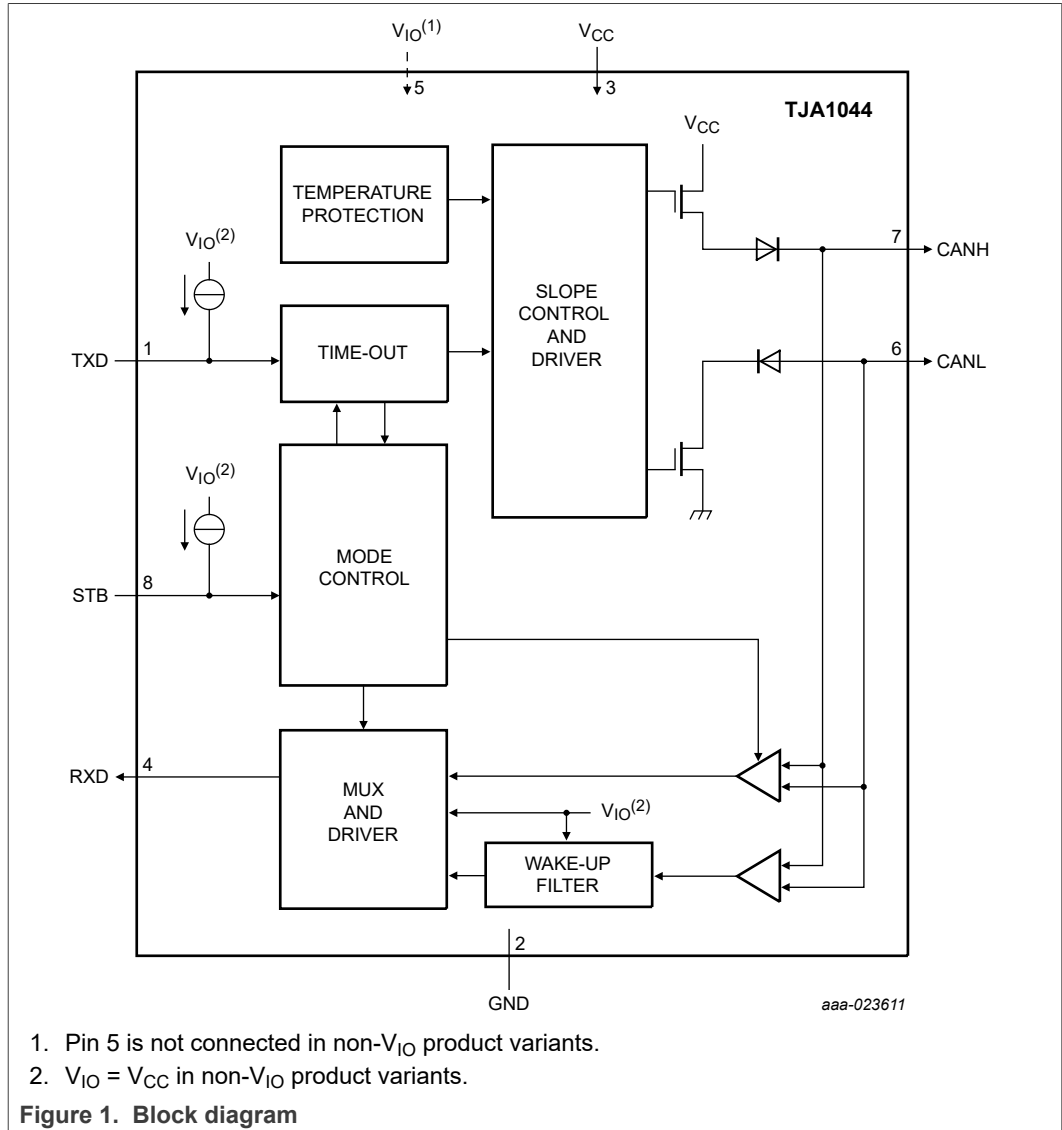 V_IO(1)
V_CC
5
3
TJA1044
V_CC
TEMPERATURE
PROTECTION
V_IO(2)
7
CANH
SLOPE
CONTROL
AND
DRIVER
TXD
1
TIME-OUT
6
CANL
V_IO(2)
MODE
CONTROL
STB
8
RXD
4
MUX
AND
DRIVER
V_IO(2)
WAKE-UP
FILTER
2
GND
aaa-023611
1. Pin 5 is not connected in non-V_IO product variants.
2. V_IO = V_CC in non-V_IO product variants.
Figure 1. Block diagram